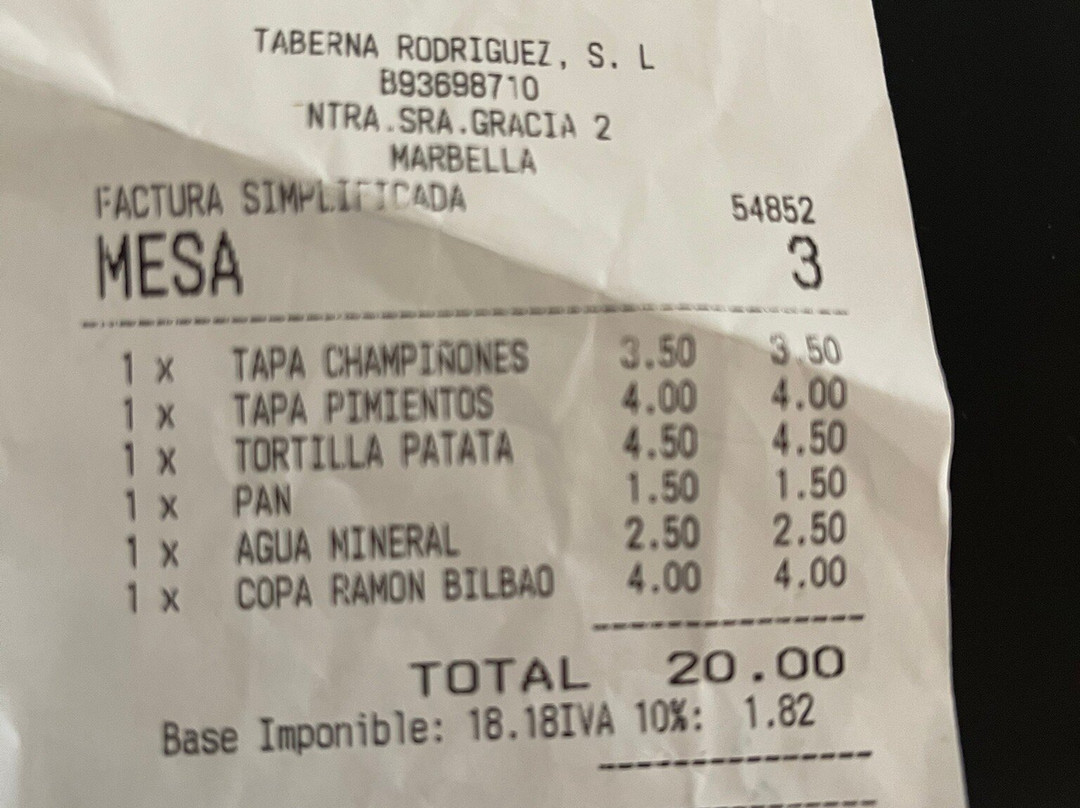 TABERNA RODRIGUEZ, S. L
B93698710
NTRA.SRA.GRACIA 2
MARBELLA
FACTURA SIMPLIFICADA 54852
MESA 3
1 x TAPA CHAMPIÑONES 3.50 3.50
1 x TAPA PIMIENTOS 4.00 4.00
1 x TORTILLA PATATA 4.50 4.50
1 x PAN 1.50 1.50
1 x AGUA MINERAL 2.50 2.50
1 x COPA RAMON BILBAO 4.00 4.00
TOTAL 20.00
Base Imponible: 18.18IVA 10%: 1.82